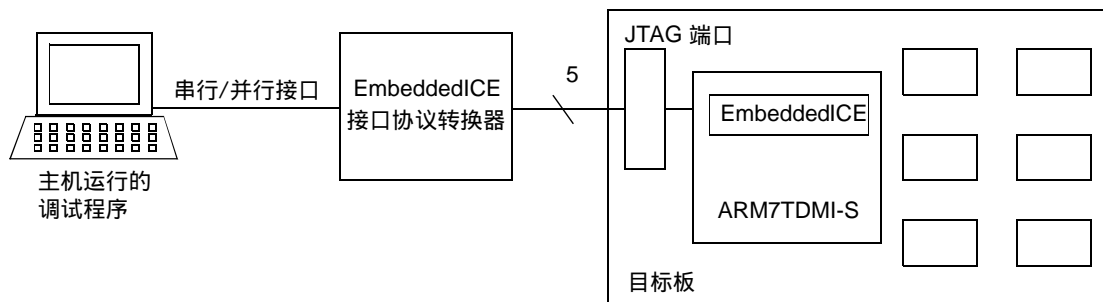 主机运行的
调试程序
串行/并行接口
EmbeddedICE
接口协议转换器
5
JTAG 端口
EmbeddedICE
ARM7TDMI-S
目标板